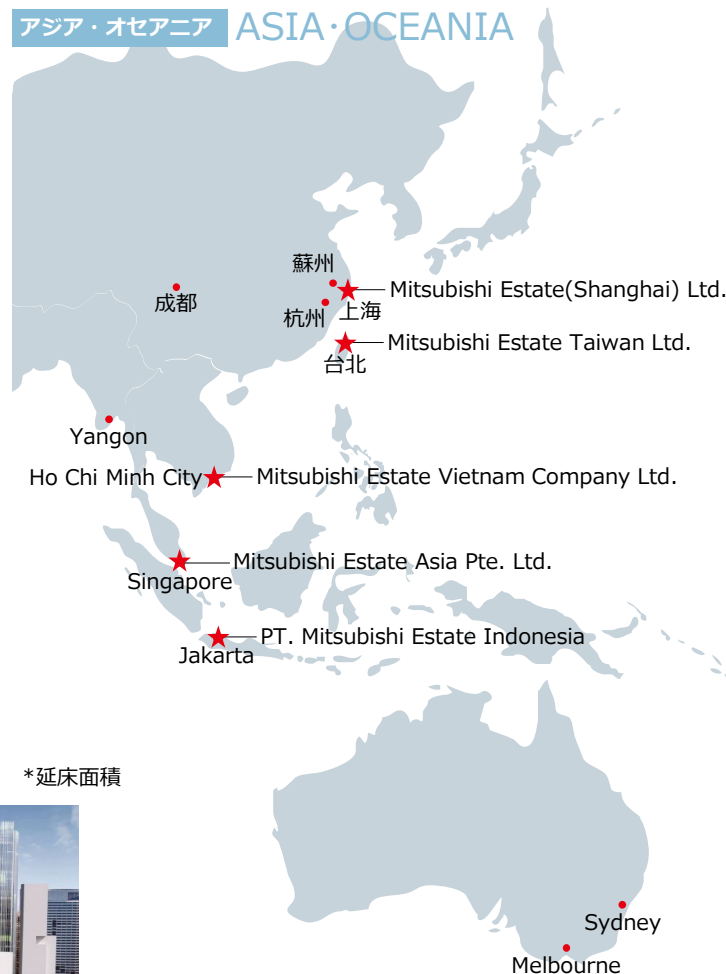 アジア・オセアニア ASIA・OCEANIA
蘇州
Mitsubishi Estate(Shanghai) Ltd.
成都
杭州 上海
Mitsubishi Estate Taiwan Ltd.
台北
Yangon
Ho Chi Minh City
Mitsubishi Estate Vietnam Company Ltd.
Mitsubishi Estate Asia Pte. Ltd.
Singapore
PT. Mitsubishi Estate Indonesia
Jakarta
*延床面積
Sydney
Melbourne